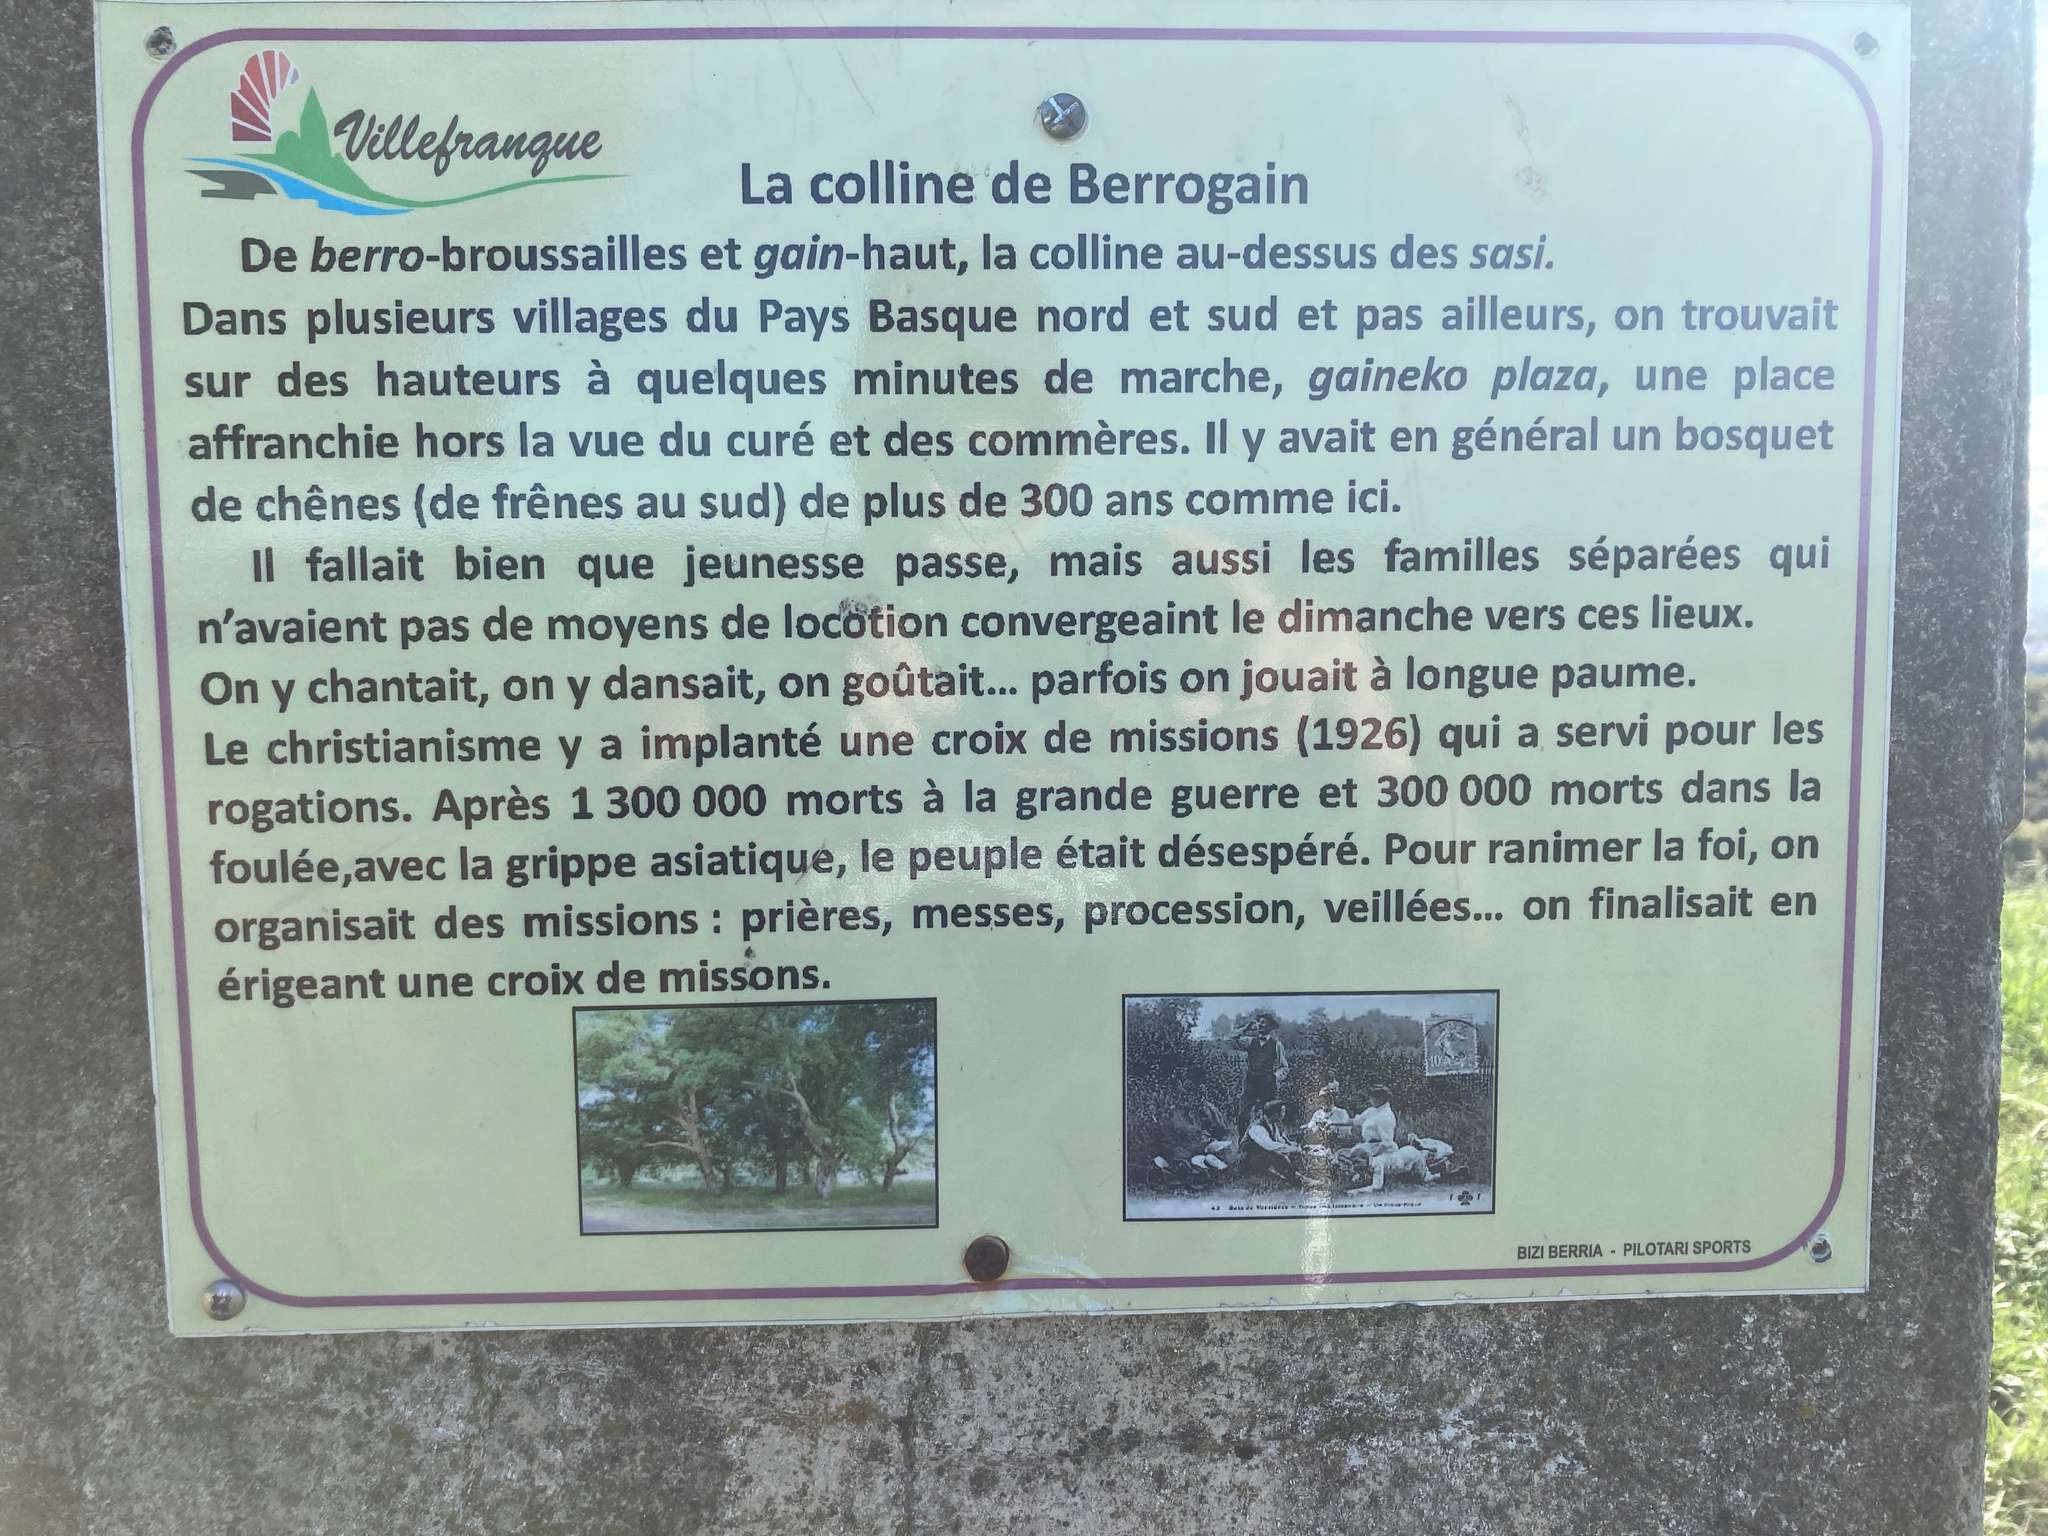 Villefranque
La colline de Berrogain
De berro-broussailles et gain-haut, la colline au-dessus des sasi.
Dans plusieurs villages du Pays Basque nord et sud et pas ailleurs, on trouvait
sur des hauteurs à quelques minutes de marche, gaineko plaza, une place
affranchie hors la vue du curé et des commères. Il y avait en général un bosquet
de chênes (de frênes au sud) de plus de 300 ans comme ici.
Il fallait bien que jeunesse passe, mais aussi les familles séparées qui
n'avaient pas de moyens de locotion convergeaint le dimanche vers ces lieux.
On y chantait, on y dansait, on goûtait... parfois on jouait à longue paume.
Le christianisme y a implanté une croix de missions (1926) qui a servi pour les
rogations. Après 1 300 000 morts à la grande guerre et 300 000 morts dans la
foulée,avec la grippe asiatique, le peuple était désespéré. Pour ranimer la foi, on
organisait des missions : prières, messes, procession, veillées... on finalisait en
érigeant une croix de missons.
BIZI BERRIA - PILOTARI SPORTS